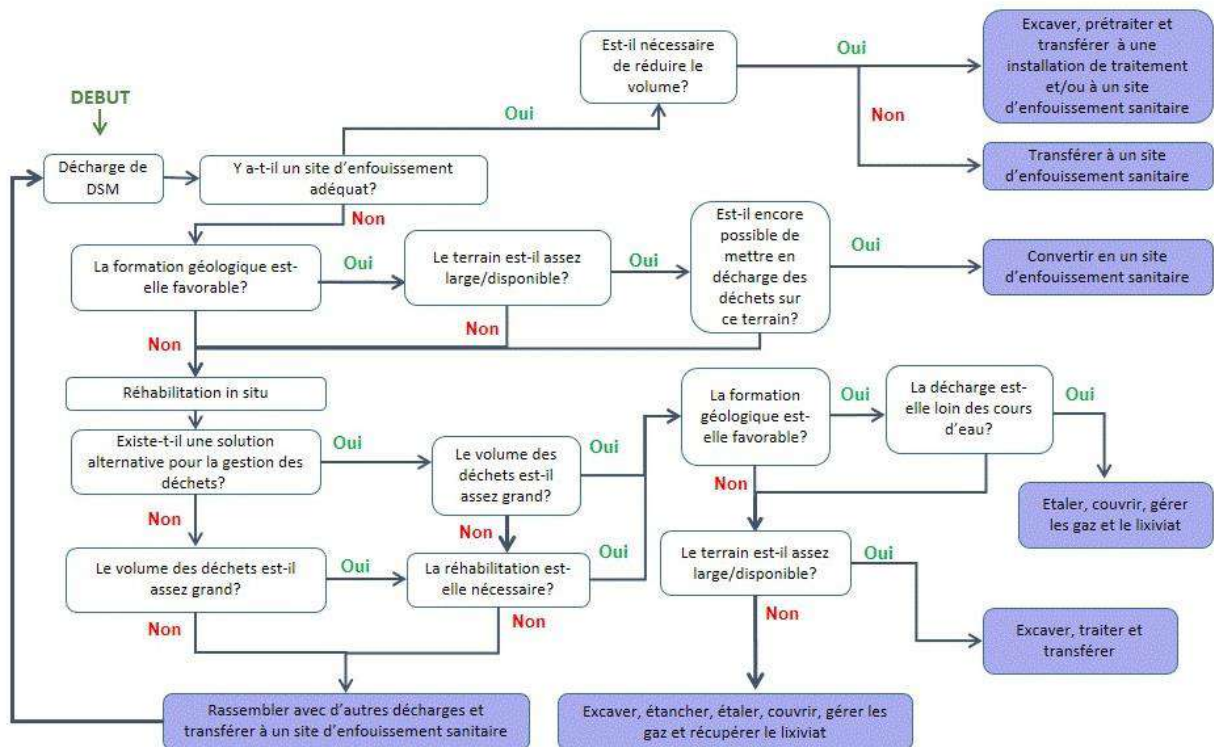 DEBUT
Décharge de
DSM
Y a-t-il un site d'enfouissement
adéquat?
Oui
Est-il nécessaire
de réduire le
volume?
Oui
Excaver, prétraiter et
transférer à une
installation de traitement
et/ou à un site
d'enfouissement sanitaire
Non
Transférer à un site
d'enfouissement sanitaire
Non
La formation géologique est-
elle favorable?
Oui
Le terrain est-il assez
large/disponible?
Oui
Est-il encore
possible de
mettre en
décharge des
déchets sur
ce terrain?
Oui
Convertir en un site
d'enfouissement sanitaire
Non
Non
Réhabilitation in situ
Existe-t-il une solution
alternative pour la gestion des
déchets?
Oui
Le volume des
déchets est-il
assez grand?
Oui
La formation
géologique est-
elle favorable?
Oui
La décharge est-
elle loin des cours
d'eau?
Oui
Etaler, couvrir, gérer
les gaz et le lixiviat
Non
Non
Non
Le volume des déchets est-il
assez grand?
Oui
La réhabilitation est-
elle nécessaire?
Oui
Le terrain est-il assez
large/disponible?
Oui
Excaver, traiter et
transférer
Non
Non
Non
Rassembler avec d'autres décharges et
transférer à un site d'enfouissement sanitaire
Excaver, étancher, étaler, couvrir, gérer les
gaz et récupérer le lixiviat